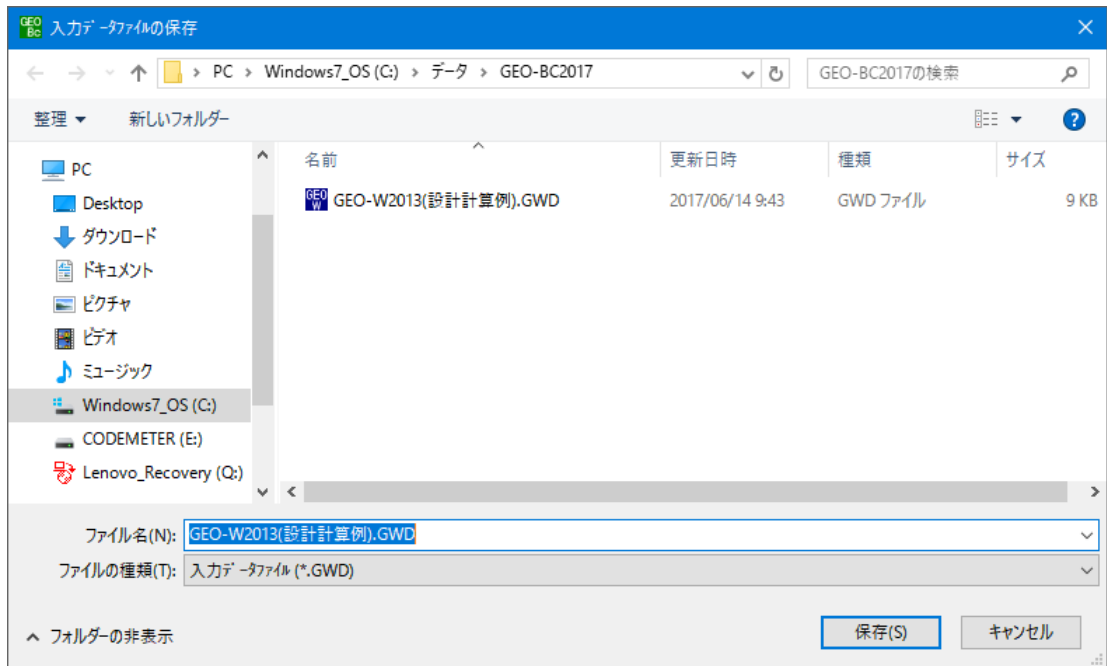 GEO Bc 入力ﾃﾞｰﾀﾌｧｲﾙの保存
PC > Windows7_OS (C:) > データ > GEO-BC2017
GEO-BC2017の検索
整理 新しいフォルダー
名前 更新日時 種類 サイズ
GEO W GEO-W2013(設計計算例).GWD 2017/06/14 9:43 GWD ファイル 9 KB
PC
Desktop
ダウンロード
ドキュメント
ピクチャ
ビデオ
ミュージック
Windows7_OS (C:)
CODEMETER (E:)
Lenovo_Recovery (Q:)
ファイル名(N): GEO-W2013(設計計算例).GWD
ファイルの種類(T): 入力ﾃﾞｰﾀﾌｧｲﾙ (*.GWD)
フォルダーの非表示
保存(S) キャンセル